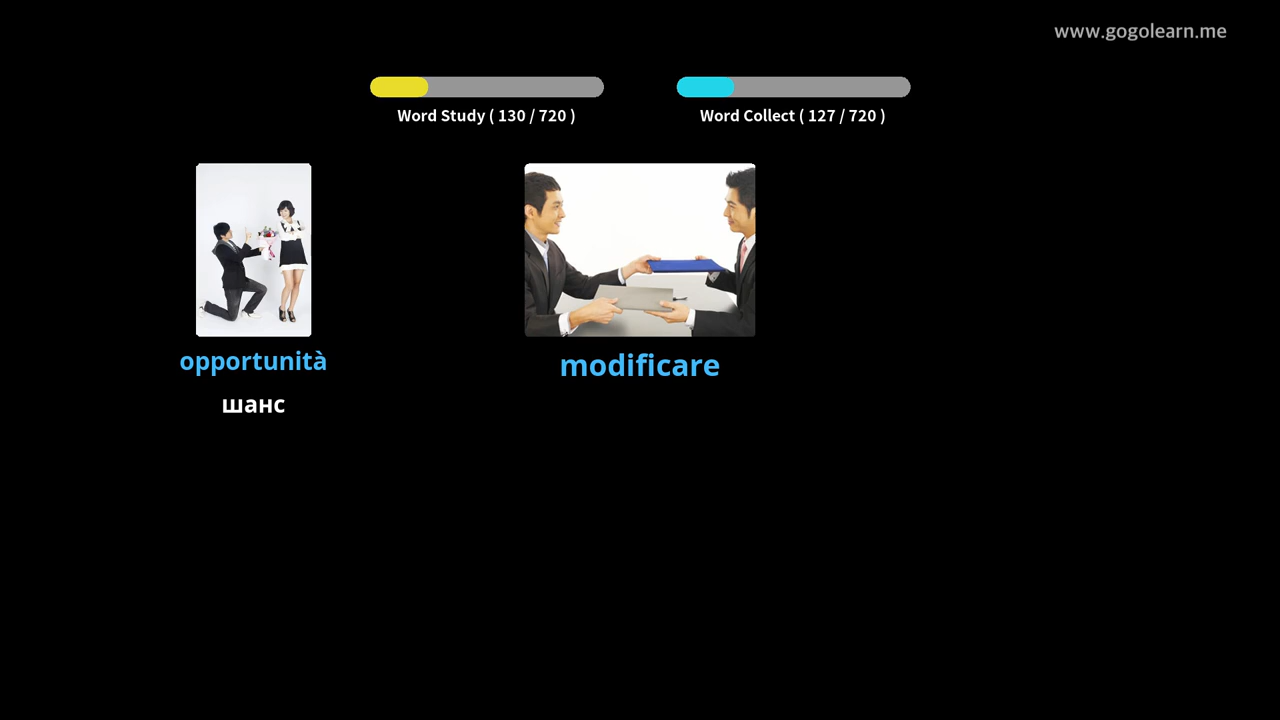 www.gogolearn.me
Word Study ( 130 / 720 )
Word Collect ( 127 / 720 )
opportunità
modificare
шанс